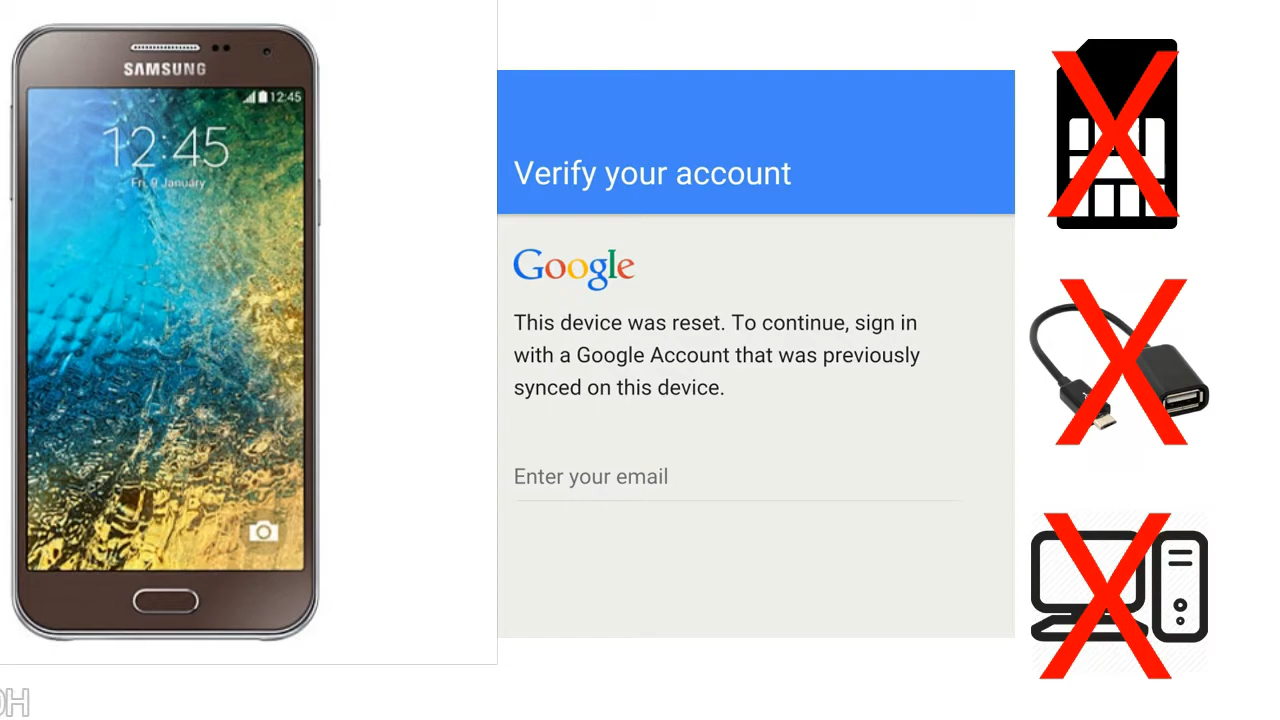 SAMSUNG
12:45
12:45
Fri, 9 January
Verify your account
Google
This device was reset. To continue, sign in
with a Google Account that was previously
synced on this device.
Enter your email